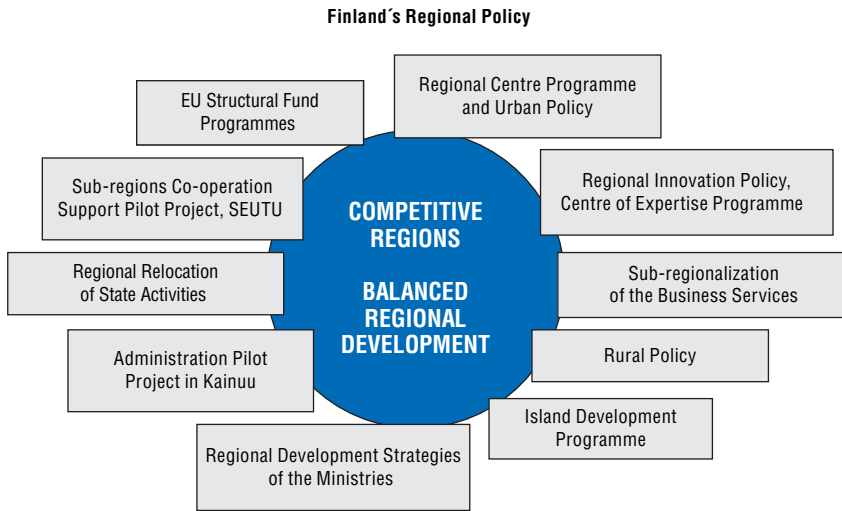 Finland´s Regional Policy
EU Structural Fund
Programmes
Regional Centre Programme
and Urban Policy
Sub-regions Co-operation
Support Pilot Project, SEUTU
Regional Innovation Policy,
Centre of Expertise Programme
COMPETITIVE
REGIONS
BALANCED
REGIONAL
DEVELOPMENT
Regional Relocation
of State Activities
Sub-regionalization
of the Business Services
Administration Pilot
Project in Kainuu
Rural Policy
Island Development
Programme
Regional Development Strategies
of the Ministries